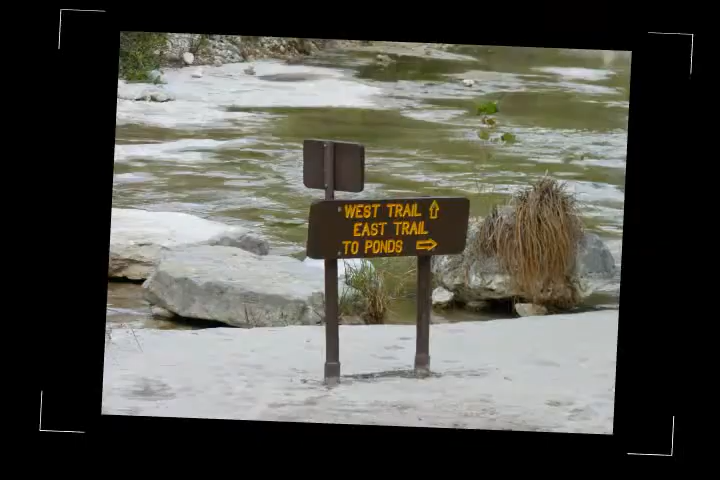 WEST TRAIL ⇧
EAST TRAIL
TO PONDS ⇨